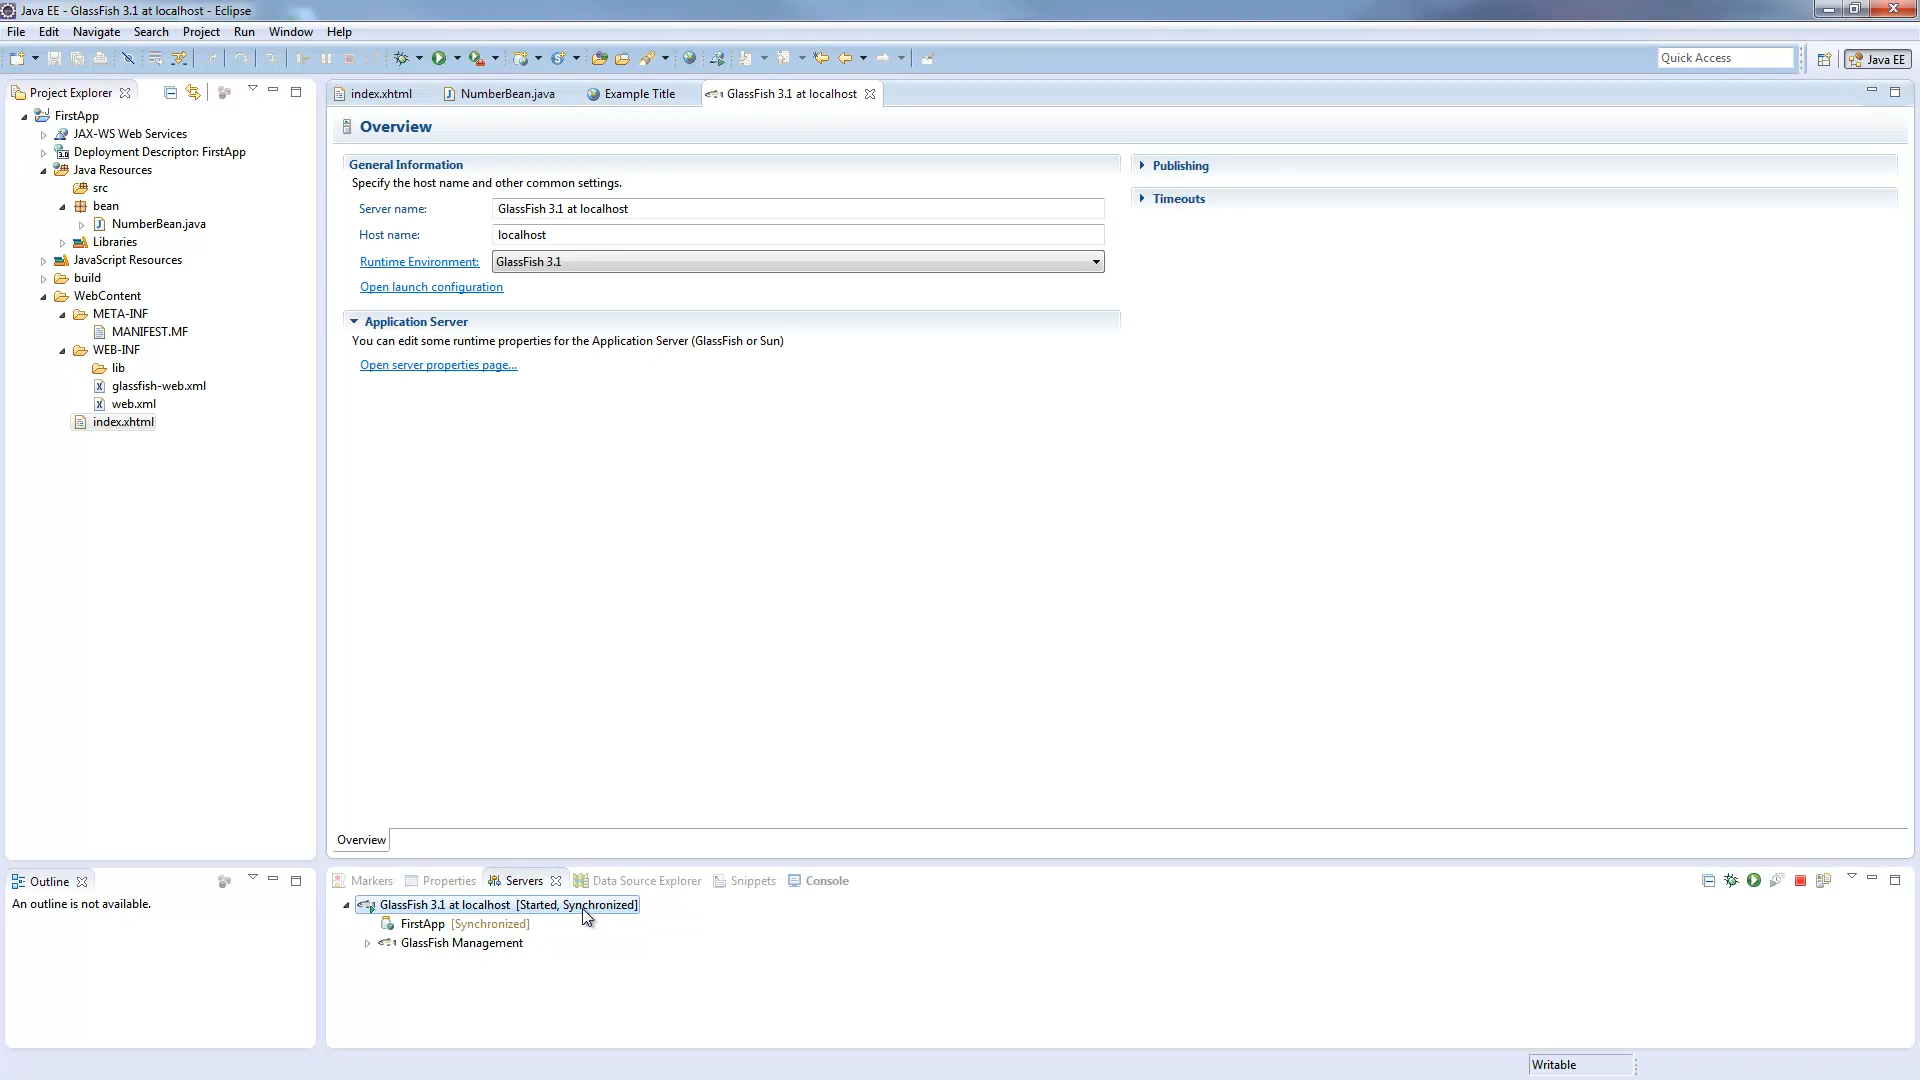 Java EE - GlassFish 3.1 at localhost - Eclipse
File Edit Navigate Search Project Run Window Help
Quick Access
Java EE
Project Explorer
FirstApp
JAX-WS Web Services
Deployment Descriptor: FirstApp
Java Resources
src
bean
NumberBean.java
Libraries
JavaScript Resources
build
WebContent
META-INF
MANIFEST.MF
WEB-INF
lib
glassfish-web.xml
web.xml
index.xhtml
index.xhtml NumberBean.java Example Title GlassFish 3.1 at localhost
Overview
General Information
Specify the host name and other common settings.
Server name: GlassFish 3.1 at localhost
Host name: localhost
Runtime Environment: GlassFish 3.1
Open launch configuration
Application Server
You can edit some runtime properties for the Application Server (GlassFish or Sun)
Open server properties page...
Publishing
Timeouts
Overview
Outline
An outline is not available.
Markers Properties Servers Data Source Explorer Snippets Console
GlassFish 3.1 at localhost [Started, Synchronized]
FirstApp [Synchronized]
GlassFish Management
Writable